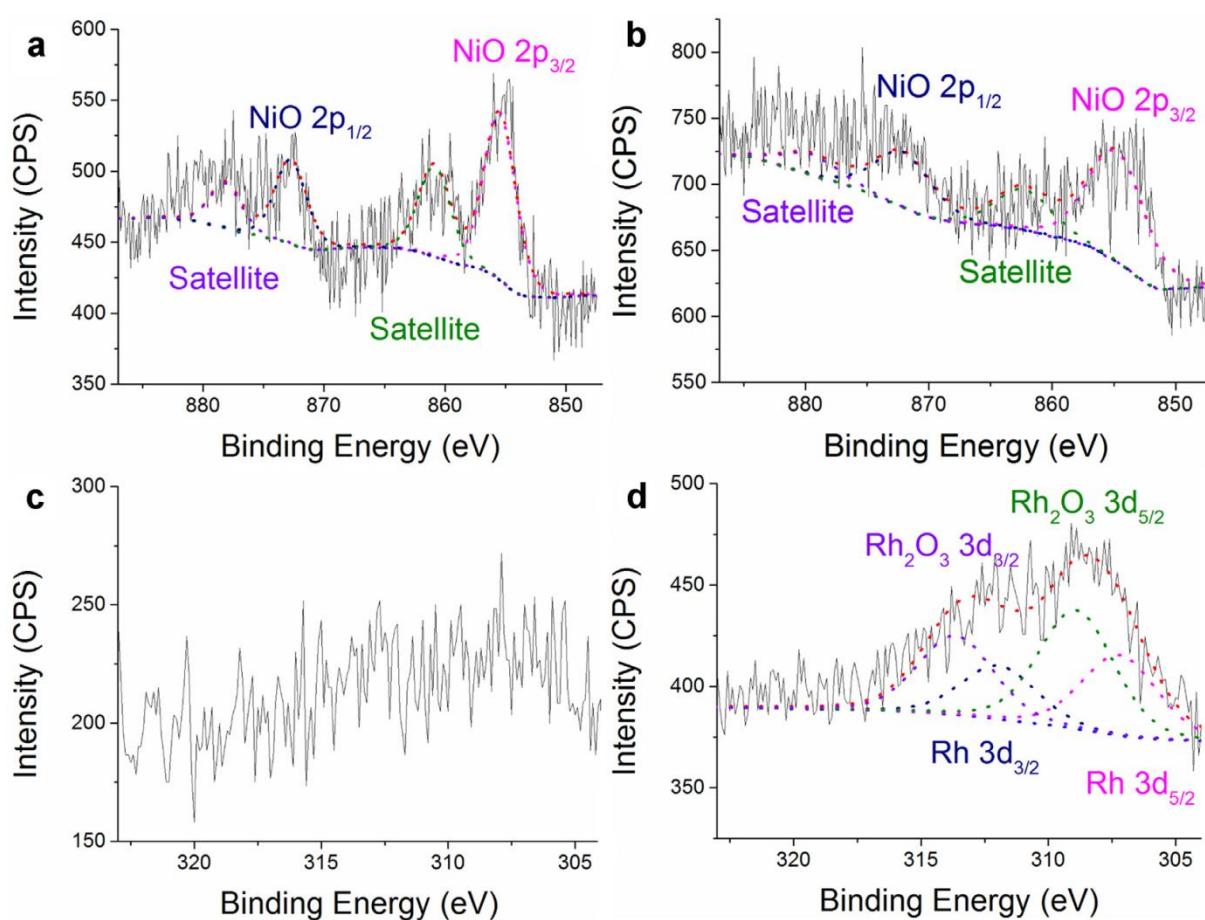 a
NiO 2p3/2
NiO 2p1/2
Satellite
Satellite
Intensity (CPS)
600
550
500
450
400
350
880
870
860
850
Binding Energy (eV)
b
NiO 2p1/2
NiO 2p3/2
Satellite
Satellite
Intensity (CPS)
800
750
700
650
600
550
880
870
860
850
Binding Energy (eV)
c
Intensity (CPS)
300
250
200
150
320
315
310
305
Binding Energy (eV)
d
Rh2O3 3d5/2
Rh2O3 3d3/2
Rh 3d3/2
Rh 3d5/2
Intensity (CPS)
500
450
400
350
320
315
310
305
Binding Energy (eV)